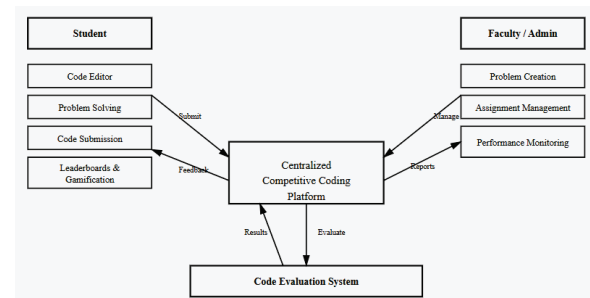 Student
Faculty / Admin
Code Editor
Problem Creation
Problem Solving
Assignment Management
Submit
Manage
Code Submission
Performance Monitoring
Leaderboards &
Gamification
Feedback
Centralized
Competitive Coding
Platform
Reports
Results
Evaluate
Code Evaluation System